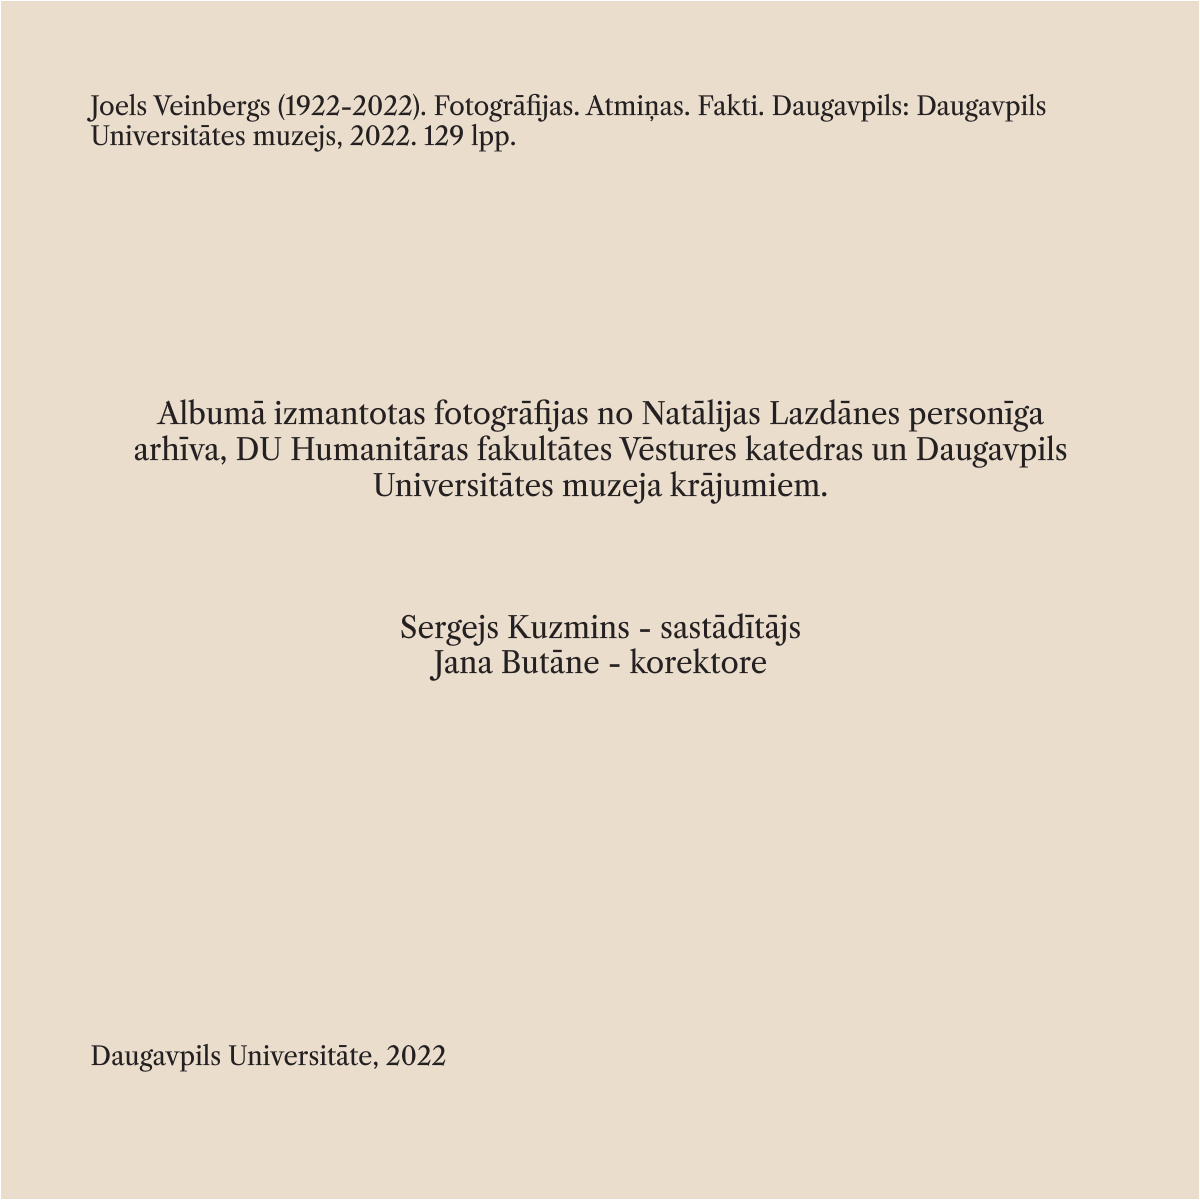 Joels Veinbergs (1922-2022). Fotogrāfijas. Atmiņas. Fakti. Daugavpils: Daugavpils
Universitātes muzejs, 2022. 129 lpp.
Albumā izmantotas fotogrāfijas no Natālijas Lazdānes personīga
arhīva, DU Humanitāras fakultātes Vēstures katedras un Daugavpils
Universitātes muzeja krājumiem.
Sergejs Kuzmins - sastādītājs
Jana Butāne - korektore
Daugavpils Universitāte, 2022